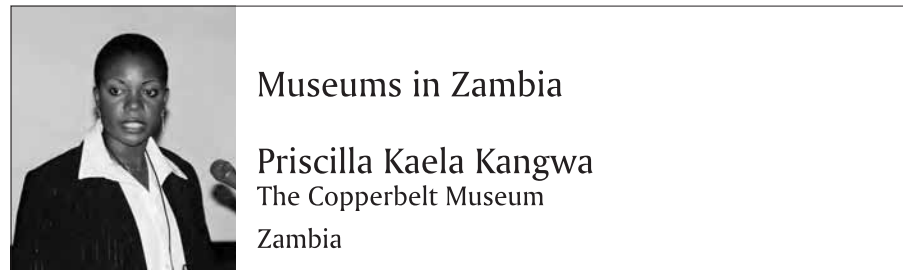 Museums in Zambia
Priscilla Kaela Kangwa
The Copperbelt Museum
Zambia